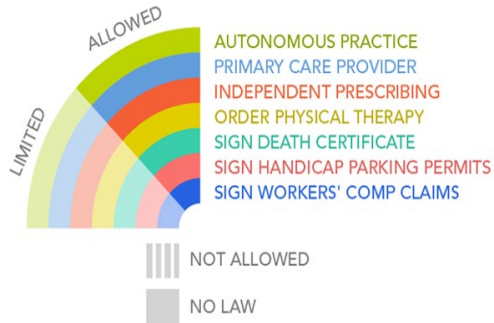 ALLOWED
LIMITED
AUTONOMOUS PRACTICE
PRIMARY CARE PROVIDER
INDEPENDENT PRESCRIBING
ORDER PHYSICAL THERAPY
SIGN DEATH CERTIFICATE
SIGN HANDICAP PARKING PERMITS
SIGN WORKERS' COMP CLAIMS
NOT ALLOWED
NO LAW